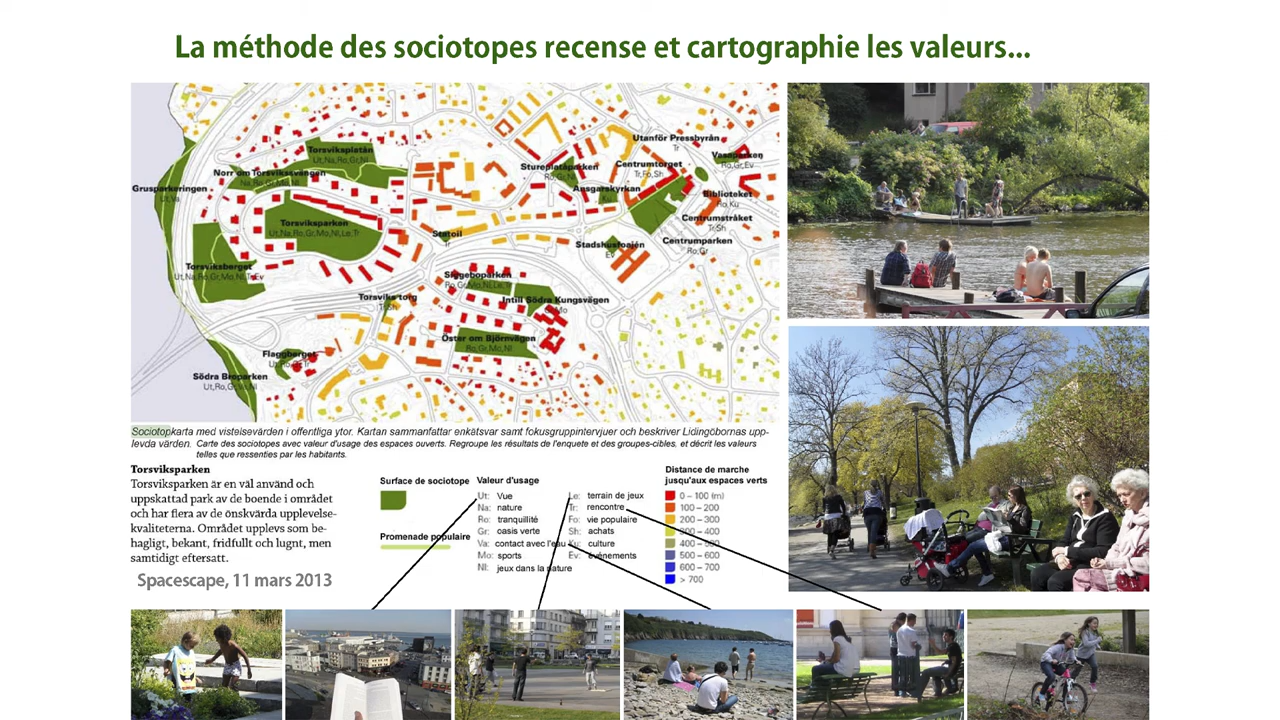 La méthode des sociotopes recense et cartographie les valeurs...
Torsviksplatån
Ut,Na,Ro,Gr,Nl
Norr om Torsviksvängen
Grusparkeringen
Ut,Va
Torsviksparken
Ut,Na,Ro,Gr,Mo,Nl,Le,Tr
Torsviksberget
Statoil
Tr
Stureplatåparken
Ansgarskyrkan
Utanför Pressbyrån
Tr
Centrumtorget
Tr,Fo,Sh
Vasaparken
Ro,Gr,Ev
Biblioteket
Ro,Ku
Centrumstråket
Tr,Sh
Centrumparken
Ro,Gr
Stadshusfoajén
Ev
Siggeboparken
Ro,Gr,Mo,Nl,Le,Tr
Torsviks torg
Tr,Sh
Intill Södra Kungsvägen
Gr,Mo
Öster om Björnvägen
Ro,Gr,Mo,Nl
Flaggberget
Södra Broparken
Sociotopkarta med vistelsevärden i offentliga ytor. Kartan sammanfattar enkätsvar samt fokusgruppintervjuer och beskriver Lidingöbornas upp-
levda värden. Carte des sociotopes avec valeur d'usage des espaces ouverts. Regroupe les résultats de l'enquete et des groupes-cibles, et décrit les valeurs
telles que ressenties par les habitants.
Torsviksparken
Torsviksparken är en väl använd och
uppskattad park av de boende i området
och har flera av de önskvärda upplevelse-
kvaliteterna. Området upplevs som be-
hagligt, bekant, fridfullt och lugnt, men
samtidigt eftersatt.
Spacescape, 11 mars 2013
Surface de sociotope
Promenade populaire
Valeur d'usage
Ut: Vue
Na: nature
Ro: tranquillité
Gr: oasis verte
Va: contact avec l'eau
Mo: sports
Nl: jeux dans la nature
Le: terrain de jeux
Tr: rencontre
Fo: vie populaire
Sh: achats
Ku: culture
Ev: événements
Distance de marche
jusqu'aux espaces verts
0 – 100 (m)
100 – 200
200 – 300
300 – 400
400 – 500
500 – 600
600 – 700
> 700